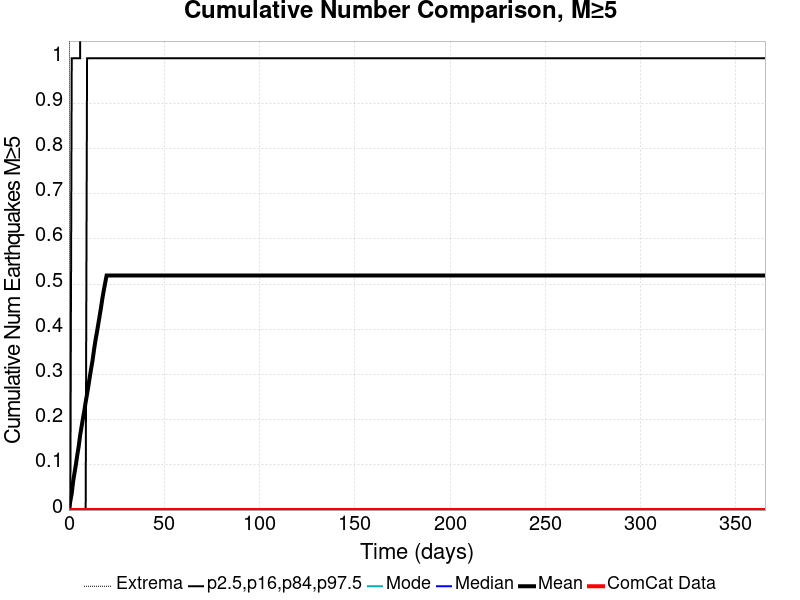 Cumulative Number Comparison, M≥5
Cumulative Num Earthquakes M≥5
1
0.9
0.8
0.7
0.6
0.5
0.4
0.3
0.2
0.1
0
0 50 100 150 200 250 300 350
Time (days)
Extrema p2.5,p16,p84,p97.5 Mode Median Mean ComCat Data